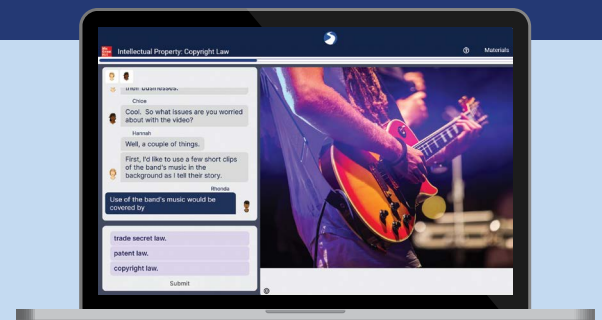 Intellectual Property: Copyright Law
Materials
their businesses.
Chloe
Cool. So what issues are you worried
about with the video?
Hannah
Well, a couple of things.
First, I'd like to use a few short clips
of the band's music in the
background as I tell their story.
Rhonda
Use of the band's music would be
covered by
trade secret law.
patent law.
copyright law.
Submit